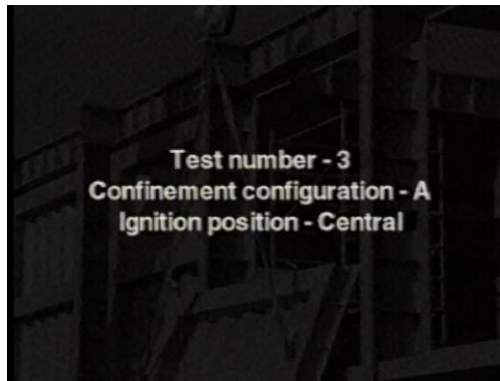 Test number - 3
Confinement configuration - A
Ignition position - Central